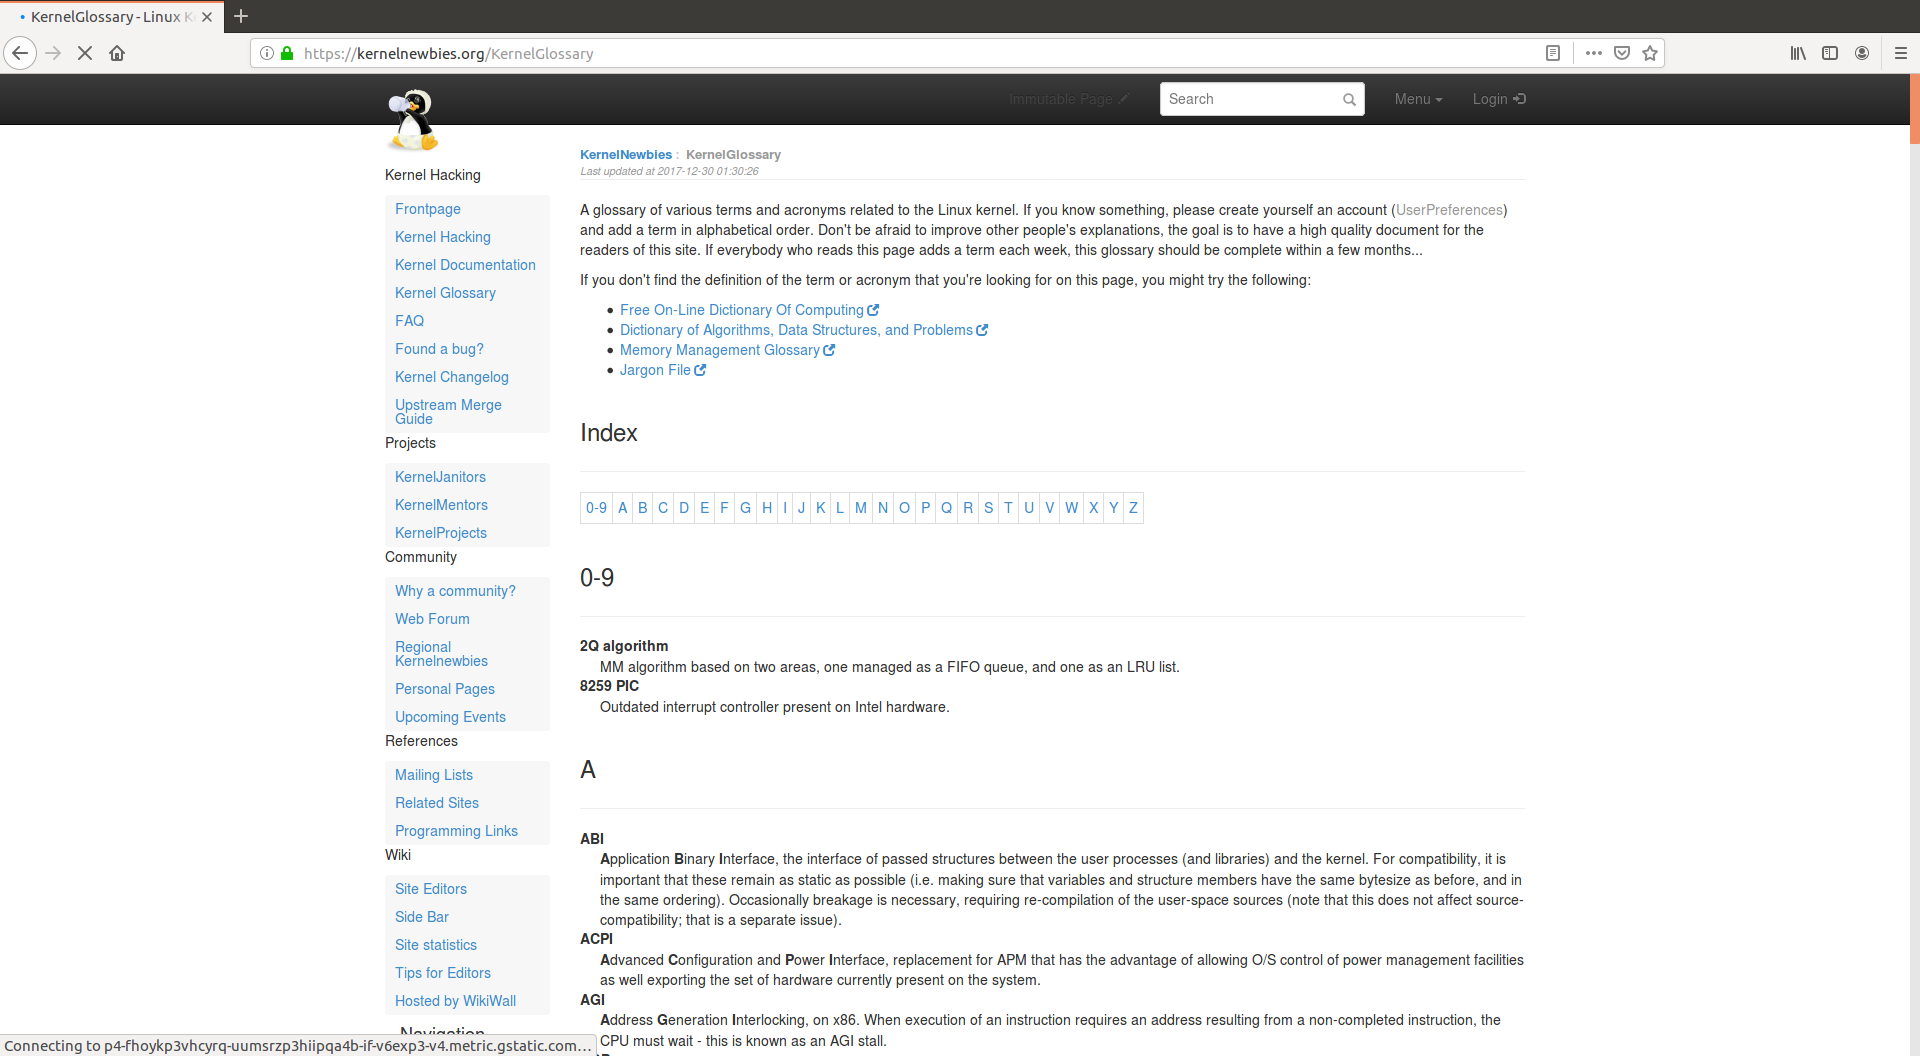 KernelGlossary - Linux K
https://kernelnewbies.org/KernelGlossary
Immutable Page
Search
Menu
Login
Kernel Hacking
Frontpage
Kernel Hacking
Kernel Documentation
Kernel Glossary
FAQ
Found a bug?
Kernel Changelog
Upstream Merge
Guide
Projects
KernelJanitors
KernelMentors
KernelProjects
Community
Why a community?
Web Forum
Regional
Kernelnewbies
Personal Pages
Upcoming Events
References
Mailing Lists
Related Sites
Programming Links
Wiki
Site Editors
Side Bar
Site statistics
Tips for Editors
Hosted by WikiWall
Navigation
KernelNewbies : KernelGlossary
Last updated at 2017-12-30 01:30:26
A glossary of various terms and acronyms related to the Linux kernel. If you know something, please create yourself an account (UserPreferences)
and add a term in alphabetical order. Don't be afraid to improve other people's explanations, the goal is to have a high quality document for the
readers of this site. If everybody who reads this page adds a term each week, this glossary should be complete within a few months...
If you don't find the definition of the term or acronym that you're looking for on this page, you might try the following:
• Free On-Line Dictionary Of Computing
• Dictionary of Algorithms, Data Structures, and Problems
• Memory Management Glossary
• Jargon File
Index
0-9 A B C D E F G H I J K L M N O P Q R S T U V W X Y Z
0-9
2Q algorithm
MM algorithm based on two areas, one managed as a FIFO queue, and one as an LRU list.
8259 PIC
Outdated interrupt controller present on Intel hardware.
A
ABI
Application Binary Interface, the interface of passed structures between the user processes (and libraries) and the kernel. For compatibility, it is
important that these remain as static as possible (i.e. making sure that variables and structure members have the same bytesize as before, and in
the same ordering). Occasionally breakage is necessary, requiring re-compilation of the user-space sources (note that this does not affect source-
compatibility; that is a separate issue).
ACPI
Advanced Configuration and Power Interface, replacement for APM that has the advantage of allowing O/S control of power management facilities
as well exporting the set of hardware currently present on the system.
AGI
Address Generation Interlocking, on x86. When execution of an instruction requires an address resulting from a non-completed instruction, the
CPU must wait - this is known as an AGI stall.
Connecting to p4-fhoykp3vhcyrq-uumsrzp3hiipqa4b-if-v6exp3-v4.metric.gstatic.com…